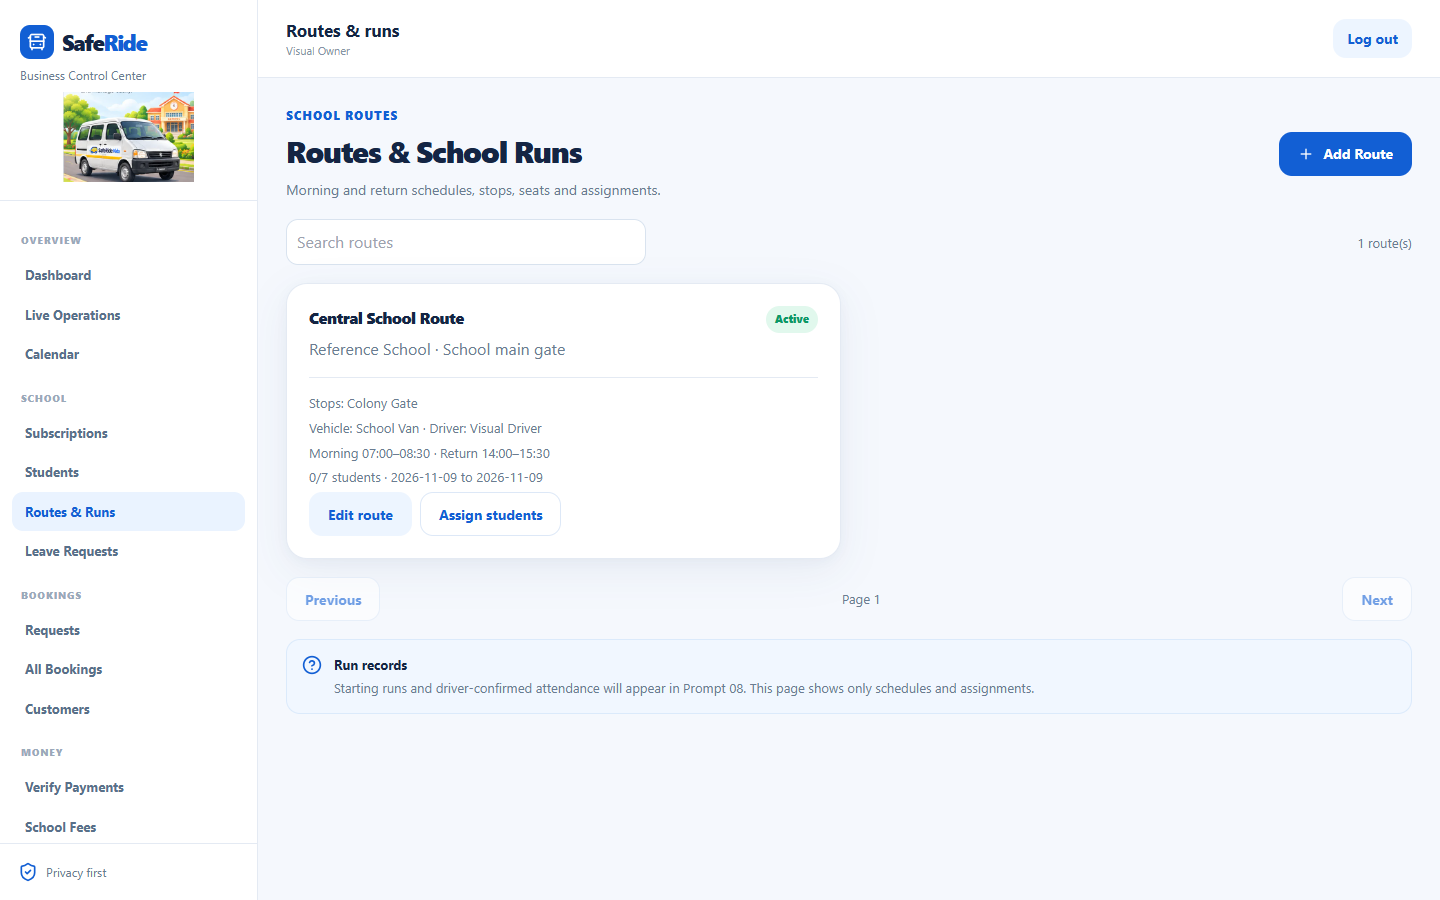 SafeRide
Business Control Center
OVERVIEW
Dashboard
Live Operations
Calendar
SCHOOL
Subscriptions
Students
Routes & Runs
Leave Requests
BOOKINGS
Requests
All Bookings
Customers
MONEY
Verify Payments
School Fees
Privacy first
Routes & runs
Visual Owner
Log out
SCHOOL ROUTES
Routes & School Runs
Morning and return schedules, stops, seats and assignments.
+ Add Route
Search routes
1 route(s)
Central School Route
Active
Reference School · School main gate
Stops: Colony Gate
Vehicle: School Van · Driver: Visual Driver
Morning 07:00–08:30 · Return 14:00–15:30
0/7 students · 2026-11-09 to 2026-11-09
Edit route
Assign students
Previous
Page 1
Next
Run records
Starting runs and driver-confirmed attendance will appear in Prompt 08. This page shows only schedules and assignments.